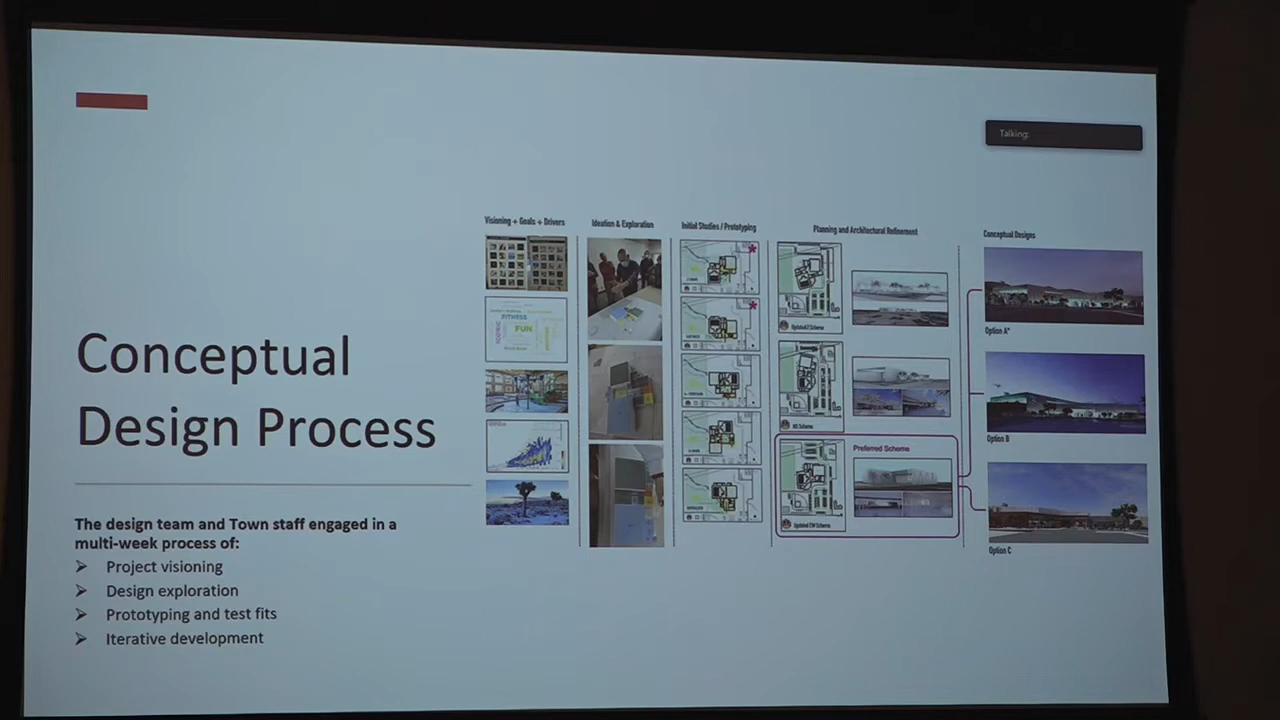 Talking:
Visioning + Goals + Drivers
Ideation & Exploration
Initial Studies / Prototyping
Planning and Architectural Refinement
Conceptual Designs
FITNESS
FUN
Option A*
Option B
Preferred Scheme
Option C
Conceptual
Design Process
The design team and Town staff engaged in a
multi-week process of:
➢ Project visioning
➢ Design exploration
➢ Prototyping and test fits
➢ Iterative development